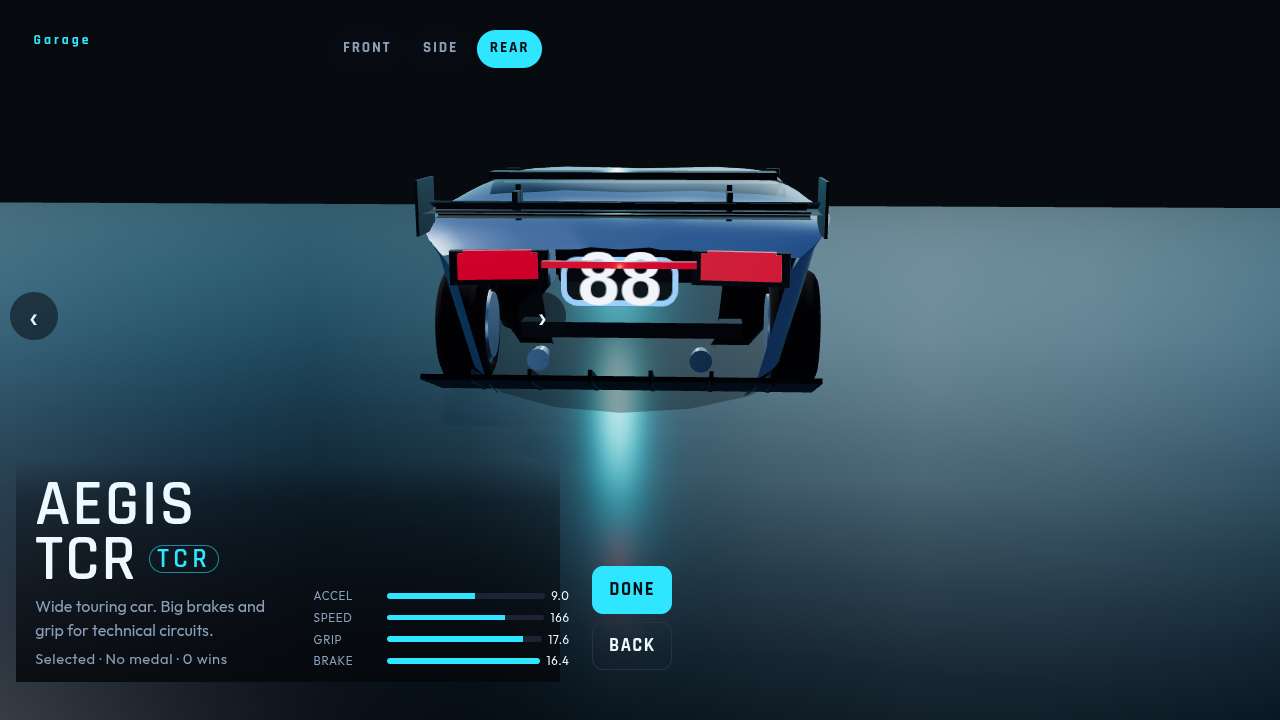 Garage
FRONT SIDE REAR
88
‹ ›
AEGIS
TCR TCR
Wide touring car. Big brakes and
grip for technical circuits.
Selected · No medal · 0 wins
ACCEL 9.0
SPEED 166
GRIP 17.6
BRAKE 16.4
DONE
BACK